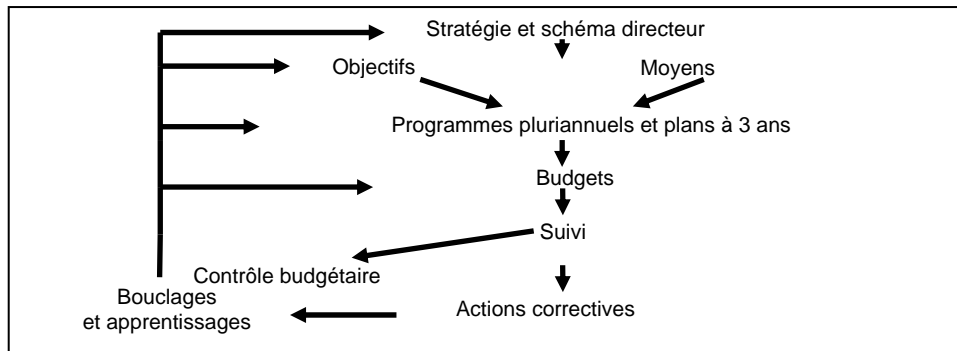 Stratégie et schéma directeur
Objectifs
Moyens
Programmes pluriannuels et plans à 3 ans
Budgets
Suivi
Contrôle budgétaire
Bouclages
et apprentissages
Actions correctives